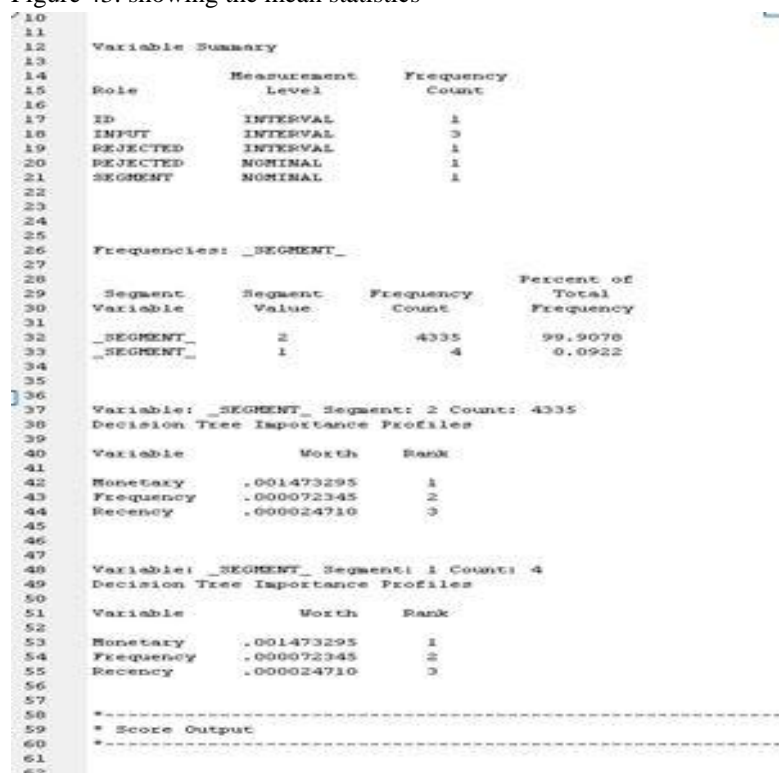 Figure 43: showing the mean statistics
10
11
12 Variable Summary
13
14 Measurement Frequency
15 Role Level Count
16
17 ID INTERVAL 1
18 INPUT INTERVAL 3
19 REJECTED INTERVAL 1
20 REJECTED NOMINAL 1
21 SEGMENT NOMINAL 1
22
23
24
25
26 Frequencies: _SEGMENT_
27
28 Percent of
29 Segment Segment Frequency Total
30 Variable Value Count Frequency
31
32 _SEGMENT_ 2 4335 99.9078
33 _SEGMENT_ 1 4 0.0922
34
35
36
37 Variable: _SEGMENT_ Segment: 2 Count: 4335
38 Decision Tree Importance Profiles
39
40 Variable Worth Rank
41
42 Monetary .001473295 1
43 Frequency .000072345 2
44 Recency .000024710 3
45
46
47
48 Variable: _SEGMENT_ Segment: 1 Count: 4
49 Decision Tree Importance Profiles
50
51 Variable Worth Rank
52
53 Monetary .001473295 1
54 Frequency .000072345 2
55 Recency .000024710 3
56
57
58 *------------------------------------------------------------
59 * Score Output
60 *------------------------------------------------------------
61